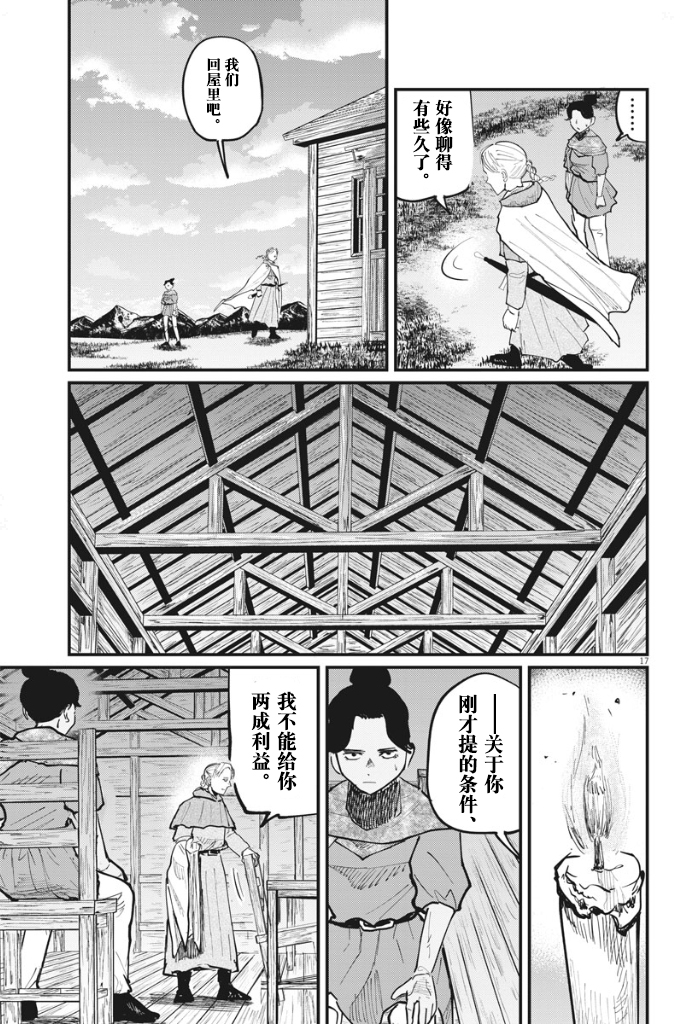 ……
好像聊得
有些久了。
我们
回屋里吧。
17
——关于你
刚才提的条件、
我不能给你
两成利益。